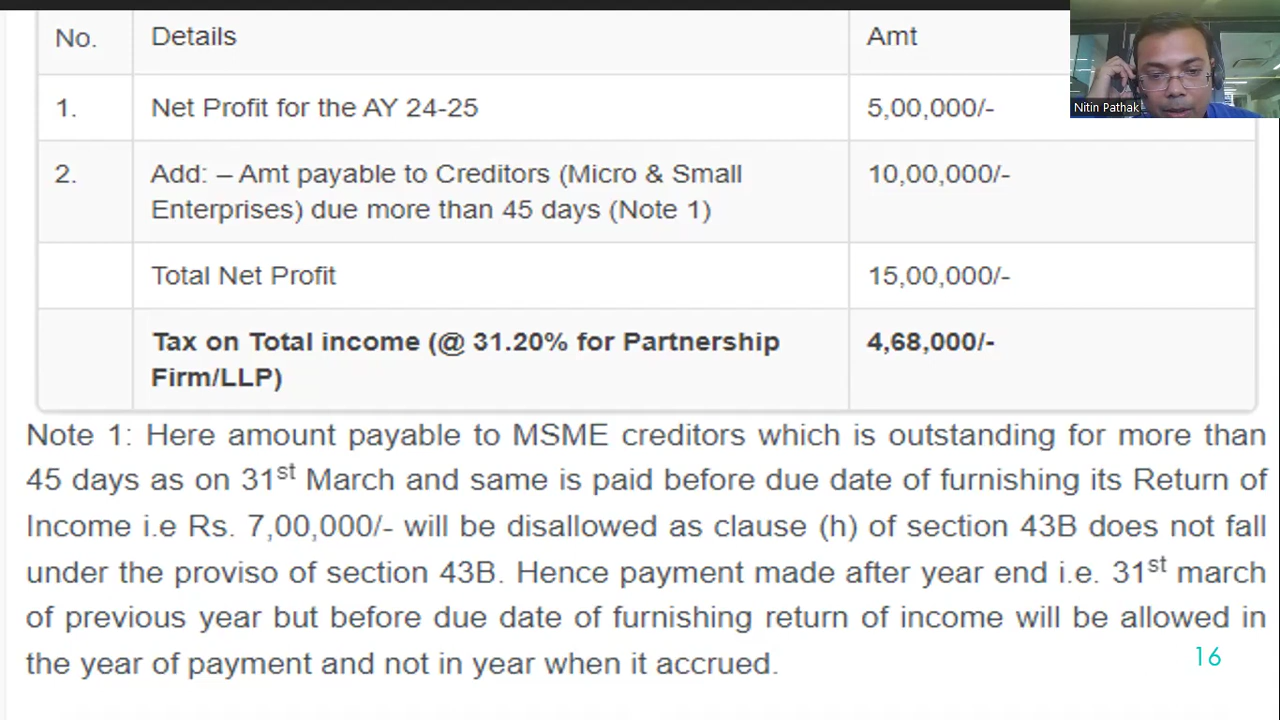 No. Details Amt
1. Net Profit for the AY 24-25 5,00,000/-
Nitin Pathak
2. Add: – Amt payable to Creditors (Micro & Small 10,00,000/-
Enterprises) due more than 45 days (Note 1)
Total Net Profit 15,00,000/-
Tax on Total income (@ 31.20% for Partnership 4,68,000/-
Firm/LLP)
Note 1: Here amount payable to MSME creditors which is outstanding for more than
45 days as on 31st March and same is paid before due date of furnishing its Return of
Income i.e Rs. 7,00,000/- will be disallowed as clause (h) of section 43B does not fall
under the proviso of section 43B. Hence payment made after year end i.e. 31st march
of previous year but before due date of furnishing return of income will be allowed in
the year of payment and not in year when it accrued.
16